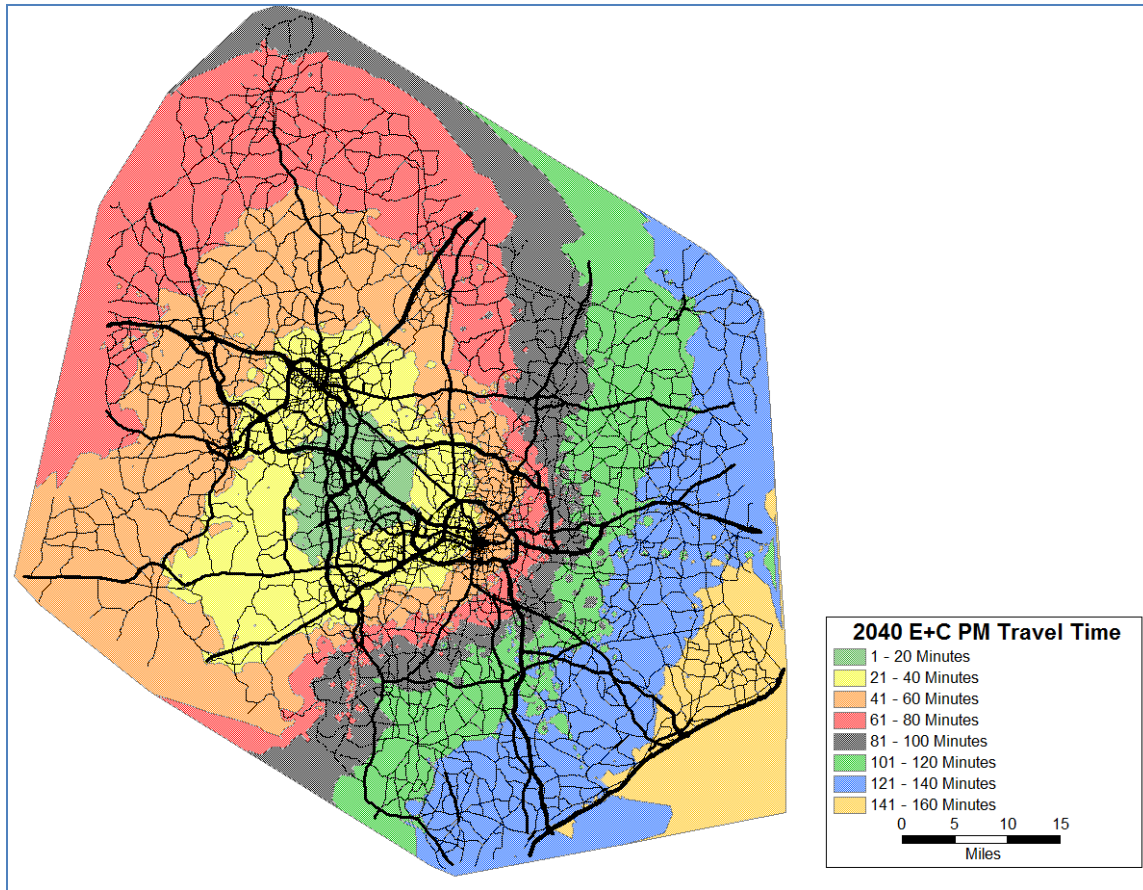 2040 E+C PM Travel Time
1 - 20 Minutes
21 - 40 Minutes
41 - 60 Minutes
61 - 80 Minutes
81 - 100 Minutes
101 - 120 Minutes
121 - 140 Minutes
141 - 160 Minutes
0 5 10 15
Miles